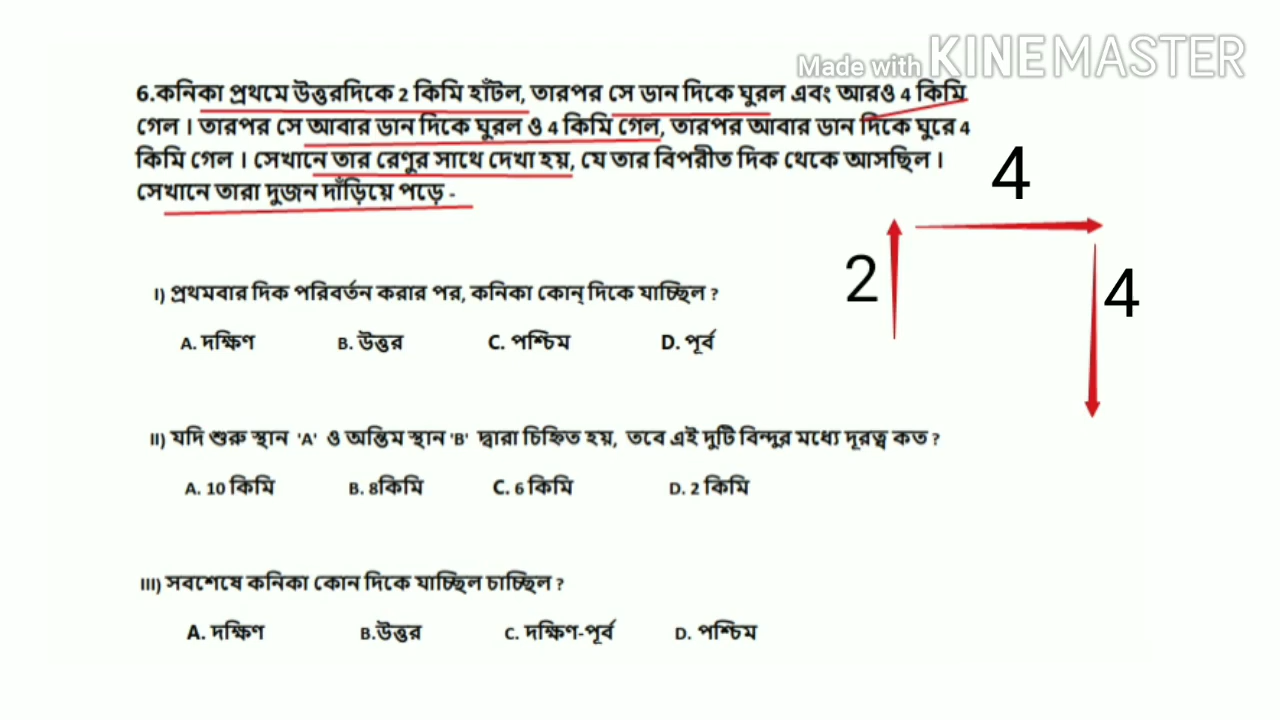 Made with KINEMASTER
6.কনিকা প্রথমে উত্তরদিকে 2 কিমি হাঁটল, তারপর সে ডান দিকে ঘুরল এবং আরও 4 কিমি
গেল । তারপর সে আবার ডান দিকে ঘুরল ও 4 কিমি গেল, তারপর আবার ডান দিকে ঘুরে 4
কিমি গেল । সেখানে তার রেণুর সাথে দেখা হয়, যে তার বিপরীত দিক থেকে আসছিল ।
সেখানে তারা দুজন দাঁড়িয়ে পড়ে -
4
2
4
I) প্রথমবার দিক পরিবর্তন করার পর, কনিকা কোন্ দিকে যাচ্ছিল ?
A. দক্ষিণ B. উত্তর C. পশ্চিম D. পূর্ব
II) যদি শুরু স্থান 'A' ও অন্তিম স্থান 'B' দ্বারা চিহ্নিত হয়, তবে এই দুটি বিন্দুর মধ্যে দূরত্ব কত ?
A. 10 কিমি B. 8কিমি C. 6 কিমি D. 2 কিমি
III) সবশেষে কনিকা কোন দিকে যাচ্ছিল চাচ্ছিল ?
A. দক্ষিণ B.উত্তর C. দক্ষিণ-পূর্ব D. পশ্চিম